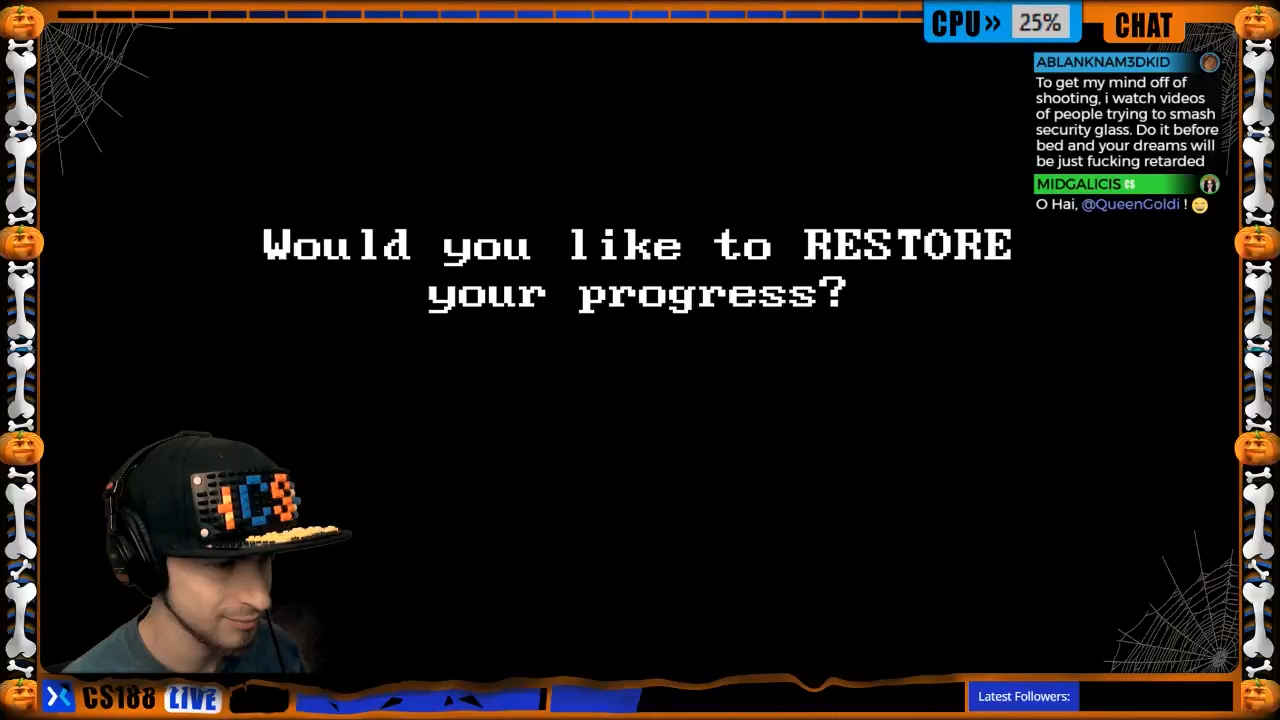 CPU» 25%
CHAT
ABLANKNAM3DKID
To get my mind off of
shooting, i watch videos
of people trying to smash
security glass. Do it before
bed and your dreams will
be just fucking retarded
MIDGALICIS C$
O Hai, @QueenGoldi !
Would you like to RESTORE
your progress?
CS188 LIVE
Latest Followers: